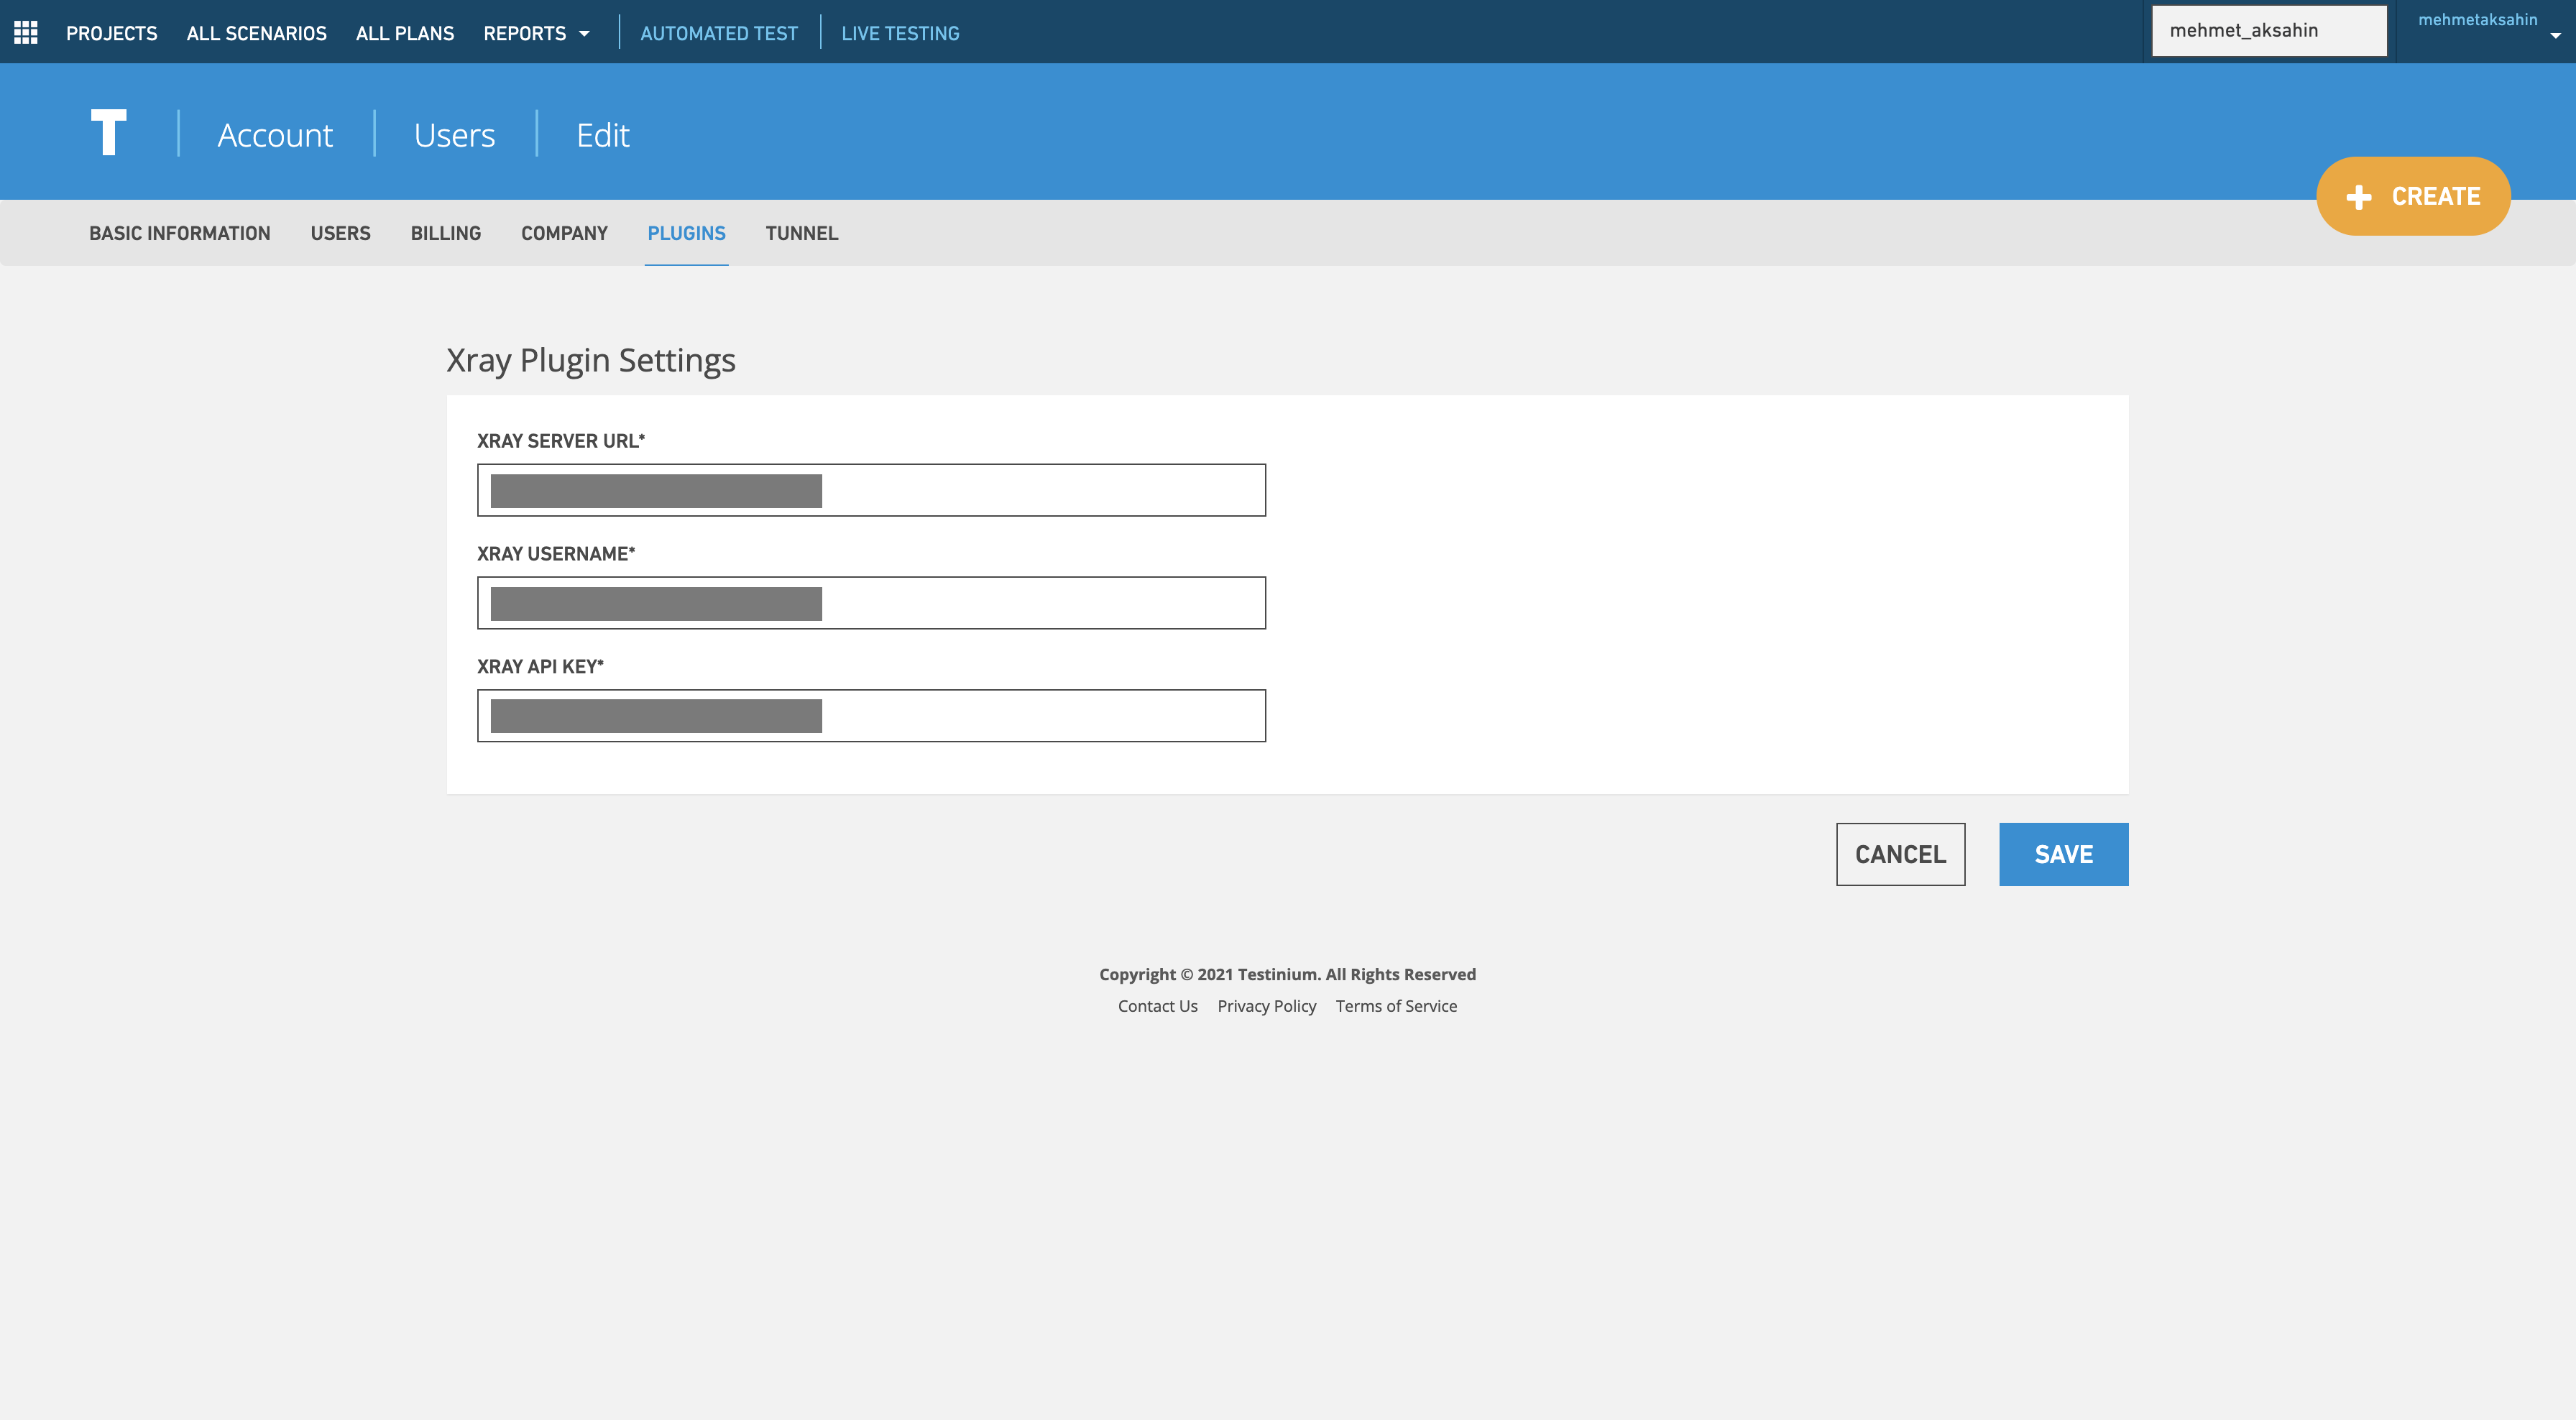 PROJECTS ALL SCENARIOS ALL PLANS REPORTS AUTOMATED TEST LIVE TESTING mehmet_aksahin mehmetaksahin
T Account Users Edit
CREATE
BASIC INFORMATION USERS BILLING COMPANY PLUGINS TUNNEL
Xray Plugin Settings
XRAY SERVER URL*
XRAY USERNAME*
XRAY API KEY*
CANCEL SAVE
Copyright © 2021 Testinium. All Rights Reserved
Contact Us Privacy Policy Terms of Service